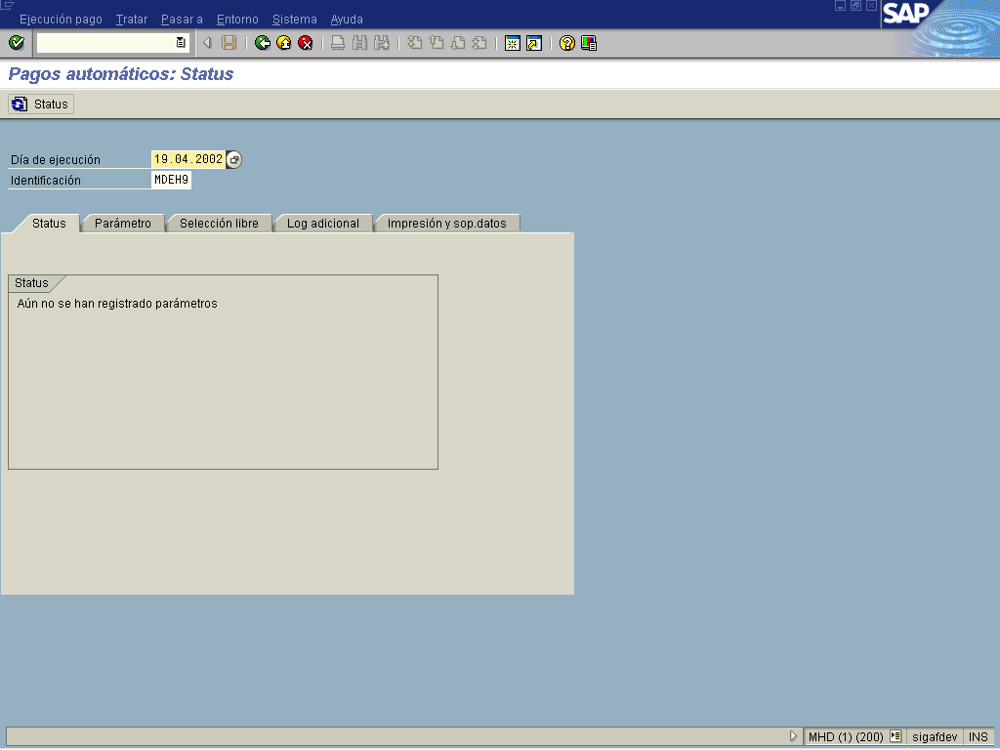 Ejecución pago Tratar Pasar a Entorno Sistema Ayuda
SAP
Pagos automáticos: Status
Status
Día de ejecución 19.04.2002
Identificación MDEH9
Status Parámetro Selección libre Log adicional Impresión y sop.datos
Status
Aún no se han registrado parámetros
MHD (1) (200) sigafdev INS